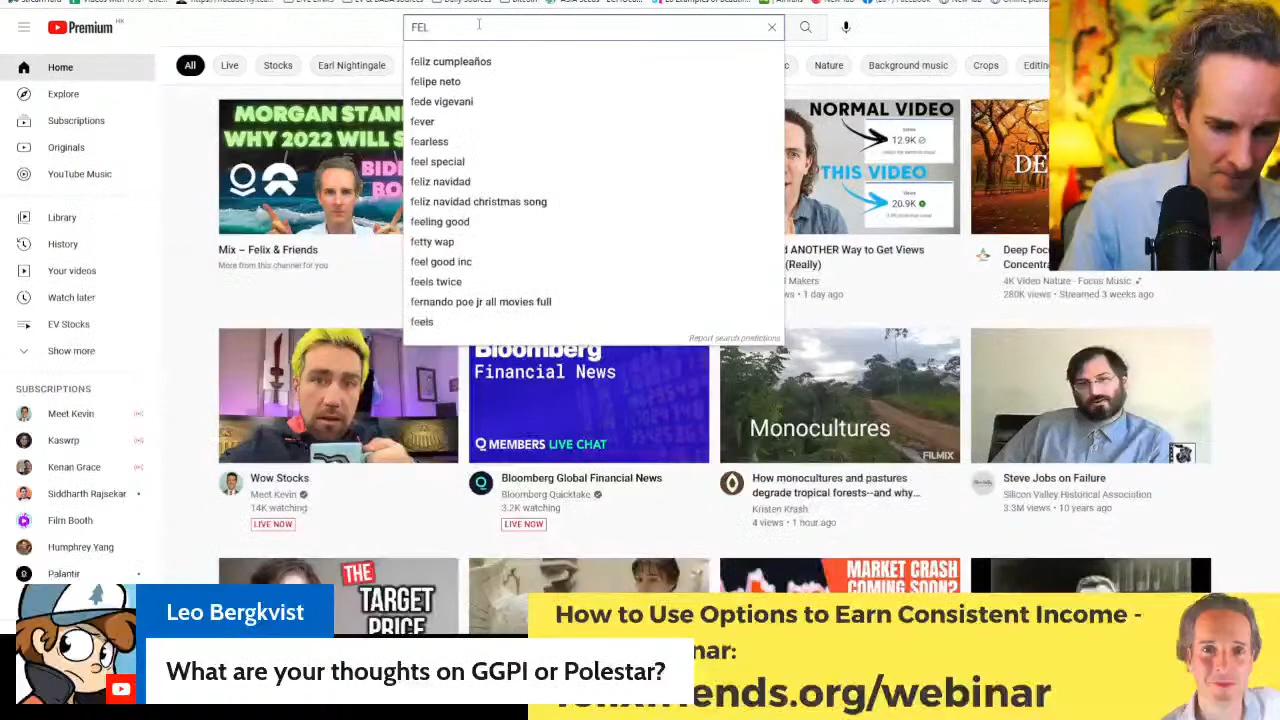 Premium HK
FEL
feliz cumpleaños
felipe neto
fede vigevani
fever
fearless
feel special
feliz navidad
feliz navidad christmas song
feeling good
fetty wap
feel good inc
feels twice
fernando poe jr all movies full
feels
Report search predictions
All
Live
Stocks
Earl Nightingale
Nature
Background music
Crops
Home
Explore
Subscriptions
Originals
YouTube Music
Library
History
Your videos
Watch later
EV Stocks
Show more
SUBSCRIPTIONS
Meet Kevin
Kaswrp
Kenan Grace
Siddharth Rajsekar
Film Booth
Humphrey Yang
Palantir
MORGAN STAN
WHY 2022 WILL S
BID
BO
Mix – Felix & Friends
More from this channel for you
NORMAL VIDEO
12.9K
THIS VIDEO
Views
20.9K
d ANOTHER Way to Get Views
(Really)
l Makers
ws • 1 day ago
DE
Deep Foc
Concentra
4K Video Nature - Focus Music
280K views • Streamed 3 weeks ago
Wow Stocks
Meet Kevin
14K watching
LIVE NOW
Bloomberg
Financial News
MEMBERS LIVE CHAT
Bloomberg Global Financial News
Bloomberg Quicktake
3.2K watching
LIVE NOW
Monocultures
FILMIX
How monocultures and pastures
degrade tropical forests--and why...
Kristen Krash
4 views • 1 hour ago
Steve Jobs on Failure
Silicon Valley Historical Association
3.3M views • 10 years ago
THE
TARGET
PRICE
MARKET CRASH
COMING SOON?
Leo Bergkvist
What are your thoughts on GGPI or Polestar?
How to Use Options to Earn Consistent Income -
nar:
ends.org/webinar